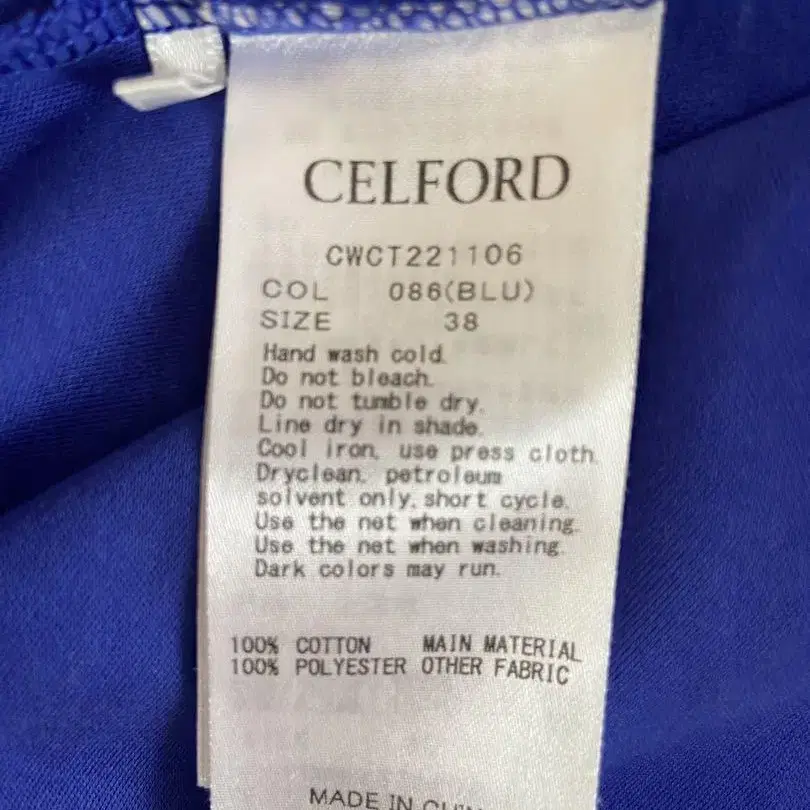 CELFORD
CWCT221106
COL 086(BLU)
SIZE 38
Hand wash cold.
Do not bleach.
Do not tumble dry.
Line dry in shade.
Cool iron, use press cloth.
Dryclean, petroleum
solvent only, short cycle.
Use the net when cleaning.
Use the net when washing.
Dark colors may run.
100% COTTON MAIN MATERIAL
100% POLYESTER OTHER FABRIC
MADE IN